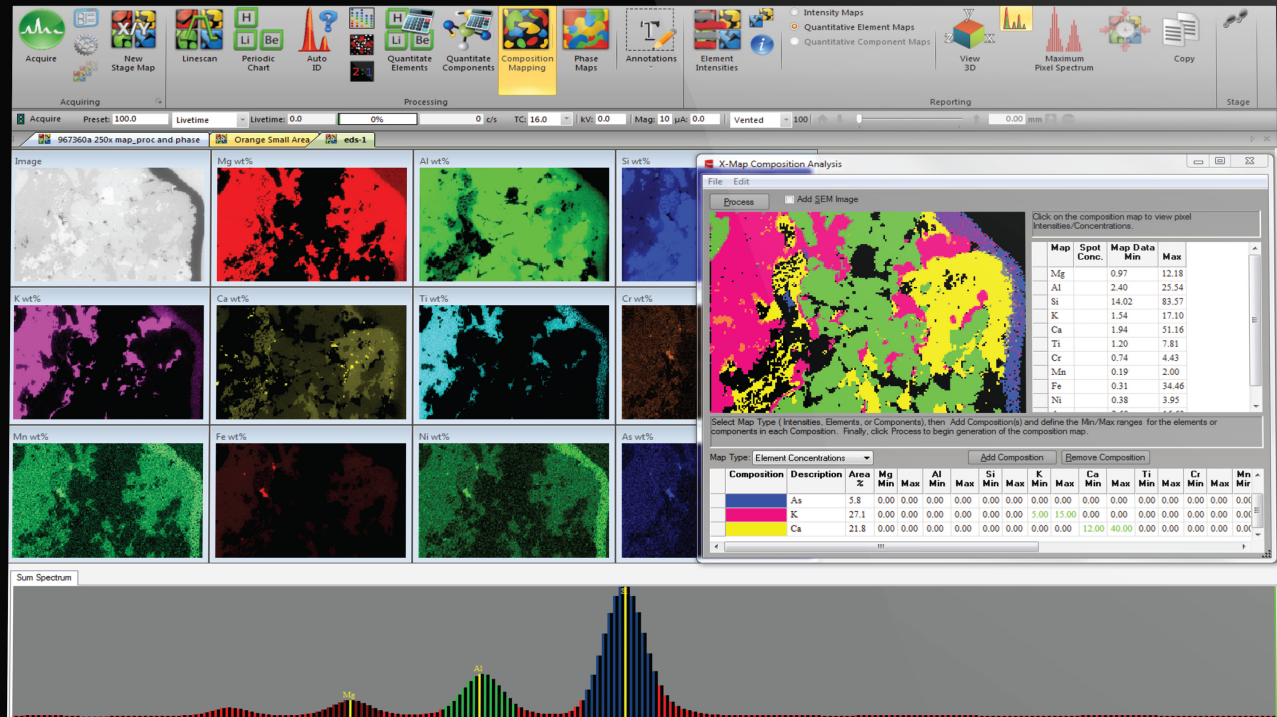 H
Li Be
X/Y
H
Li Be
2:1
T
Acquire
New
Stage Map
Linescan
Periodic
Chart
Auto
ID
Quantitate
Elements
Quantitate
Components
Composition
Mapping
Phase
Maps
Annotations
Element
Intensities
Intensity Maps
Quantitative Element Maps
Quantitative Component Maps
View
3D
Maximum
Pixel Spectrum
Copy
Acquiring
Processing
Reporting
Stage
Acquire Preset: 100.0 Livetime Livetime: 0.0 0% 0 c/s TC: 16.0 kV: 0.0 Mag: 10 µA: 0.0 Vented 100 0.00 mm
967360a 250x map_proc and phase Orange Small Area eds-1
Image Mg wt% Al wt% Si wt%
K wt% Ca wt% Ti wt% Cr wt%
Mn wt% Fe wt% Ni wt% As wt%
X-Map Composition Analysis
File Edit
Process Add SEM Image
Click on the composition map to view pixel
Intensities/Concentrations.
Map Spot Conc. Map Data Min Max
Mg 0.97 12.18
Al 2.40 25.54
Si 14.02 83.57
K 1.54 17.10
Ca 1.94 51.16
Ti 1.20 7.81
Cr 0.74 4.43
Mn 0.19 2.00
Fe 0.31 34.46
Ni 0.38 3.95
Select Map Type ( Intensities, Elements, or Components), then Add Composition(s) and define the Min/Max ranges for the elements or
components in each Composition. Finally, click Process to begin generation of the composition map.
Map Type: Element Concentrations Add Composition Remove Composition
Composition Description Area % Mg Min Max Al Min Max Si Min Max K Min Max Ca Min Max Ti Min Max Cr Min Max Mn Min
As 5.8 0.00 0.00 0.00 0.00 0.00 0.00 0.00 0.00 0.00 0.00 0.00 0.00 0.00 0.00 0.00
K 27.1 0.00 0.00 0.00 0.00 0.00 0.00 5.00 15.00 0.00 0.00 0.00 0.00 0.00 0.00 0.00
Ca 21.8 0.00 0.00 0.00 0.00 0.00 0.00 0.00 0.00 12.00 40.00 0.00 0.00 0.00 0.00 0.00
Sum Spectrum
Si
Al
Mg